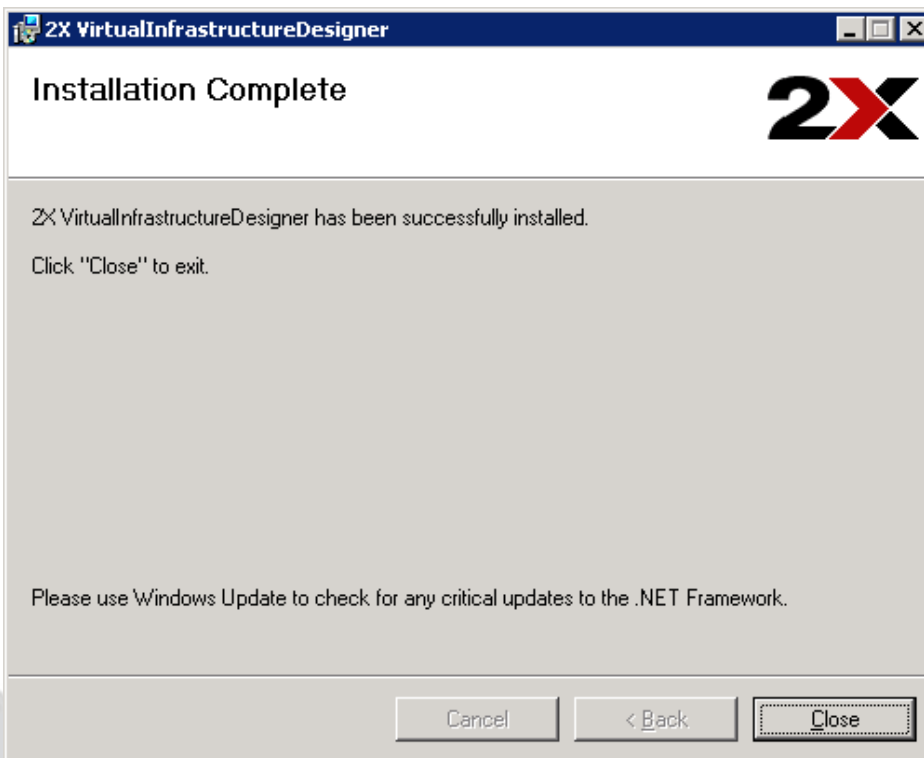 2X VirtualInfrastructureDesigner
Installation Complete
2X
2X VirtualInfrastructureDesigner has been successfully installed.
Click "Close" to exit.
Please use Windows Update to check for any critical updates to the .NET Framework.
Cancel
< Back
Close